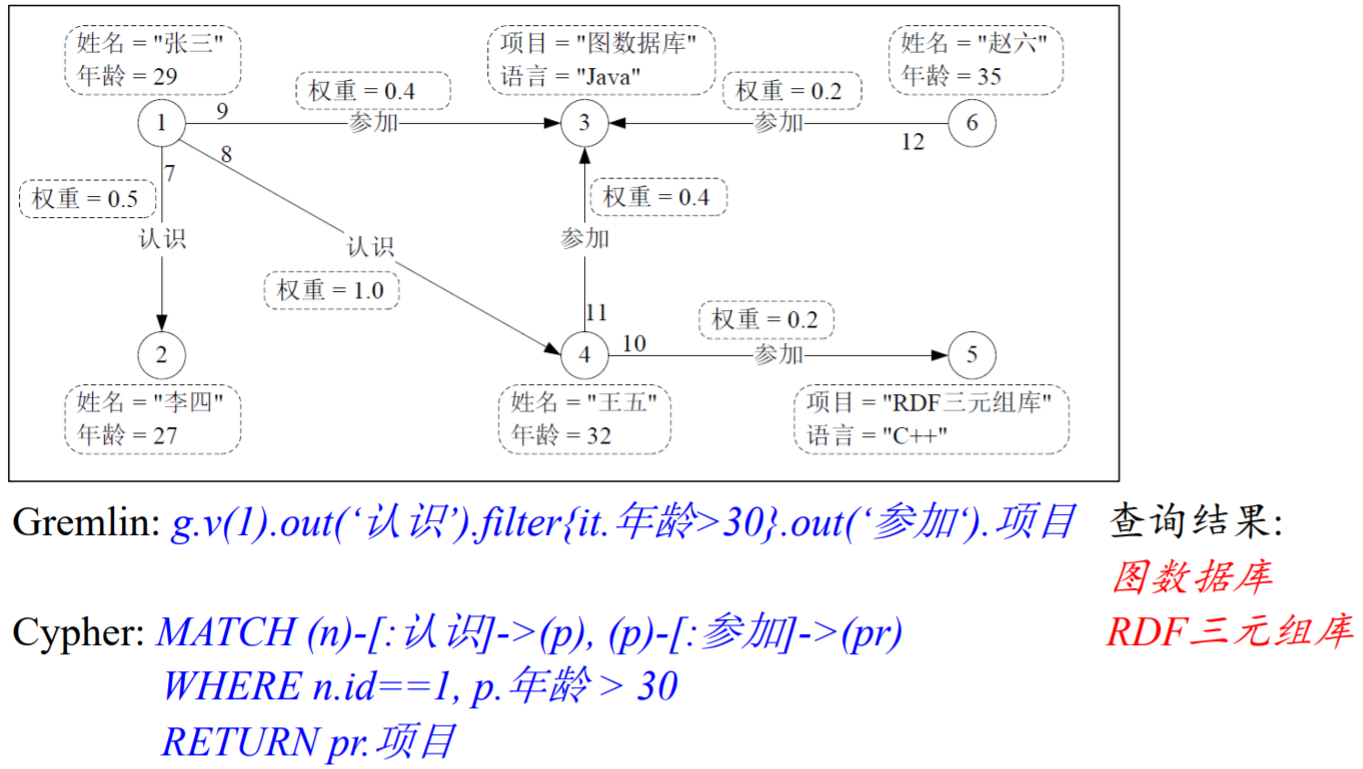 姓名 = "张三"
年龄 = 29
项目 = "图数据库"
语言 = "Java"
姓名 = "赵六"
年龄 = 35
权重 = 0.4
权重 = 0.2
1
9
参加
3
参加
12
6
8
7
权重 = 0.5
权重 = 0.4
认识
认识
参加
权重 = 1.0
11
权重 = 0.2
2
4
10
参加
5
姓名 = "李四"
年龄 = 27
姓名 = "王五"
年龄 = 32
项目 = "RDF三元组库"
语言 = "C++"
Gremlin: g.v(1).out(‘认识’).filter{it.年龄>30}.out(‘参加‘).项目
查询结果:
图数据库
RDF三元组库
Cypher: MATCH (n)-[:认识]->(p), (p)-[:参加]->(pr)
WHERE n.id==1, p.年龄 > 30
RETURN pr.项目